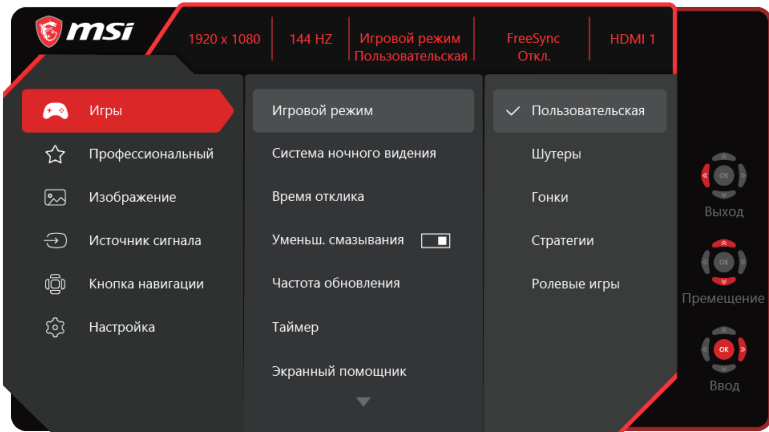 msi
1920 x 1080
144 HZ
Игровой режим
Пользовательская
FreeSync
Откл.
HDMI 1
Игры
Профессиональный
Изображение
Источник сигнала
Кнопка навигации
Настройка
Игровой режим
Система ночного видения
Время отклика
Уменьш. смазывания
Частота обновления
Таймер
Экранный помощник
Пользовательская
Шутеры
Гонки
Стратегии
Ролевые игры
OK
Выход
OK
Премещение
OK
Ввод